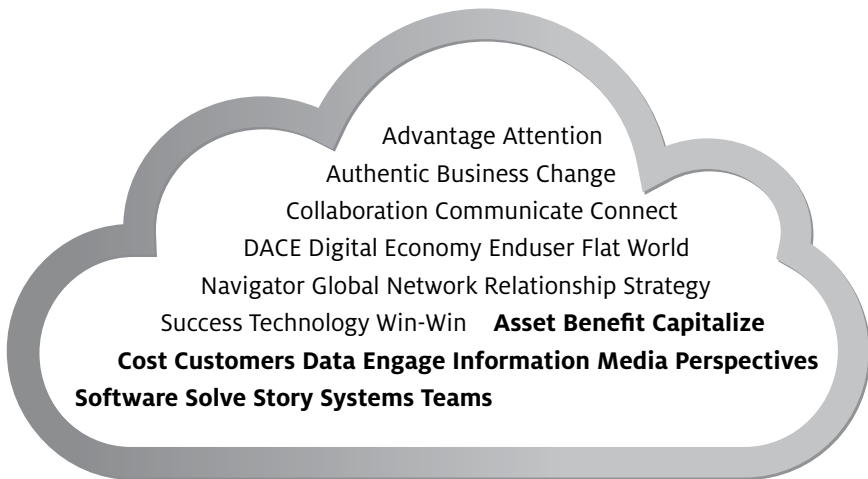 Advantage Attention
Authentic Business Change
Collaboration Communicate Connect
DACE Digital Economy Enduser Flat World
Navigator Global Network Relationship Strategy
Success Technology Win-Win Asset Benefit Capitalize
Cost Customers Data Engage Information Media Perspectives
Software Solve Story Systems Teams